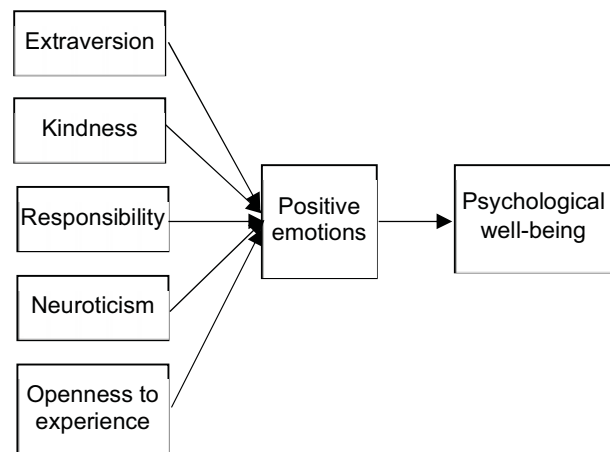 Extraversion
Kindness
Responsibility
Neuroticism
Openness to
experience
Positive
emotions
Psychological
well-being